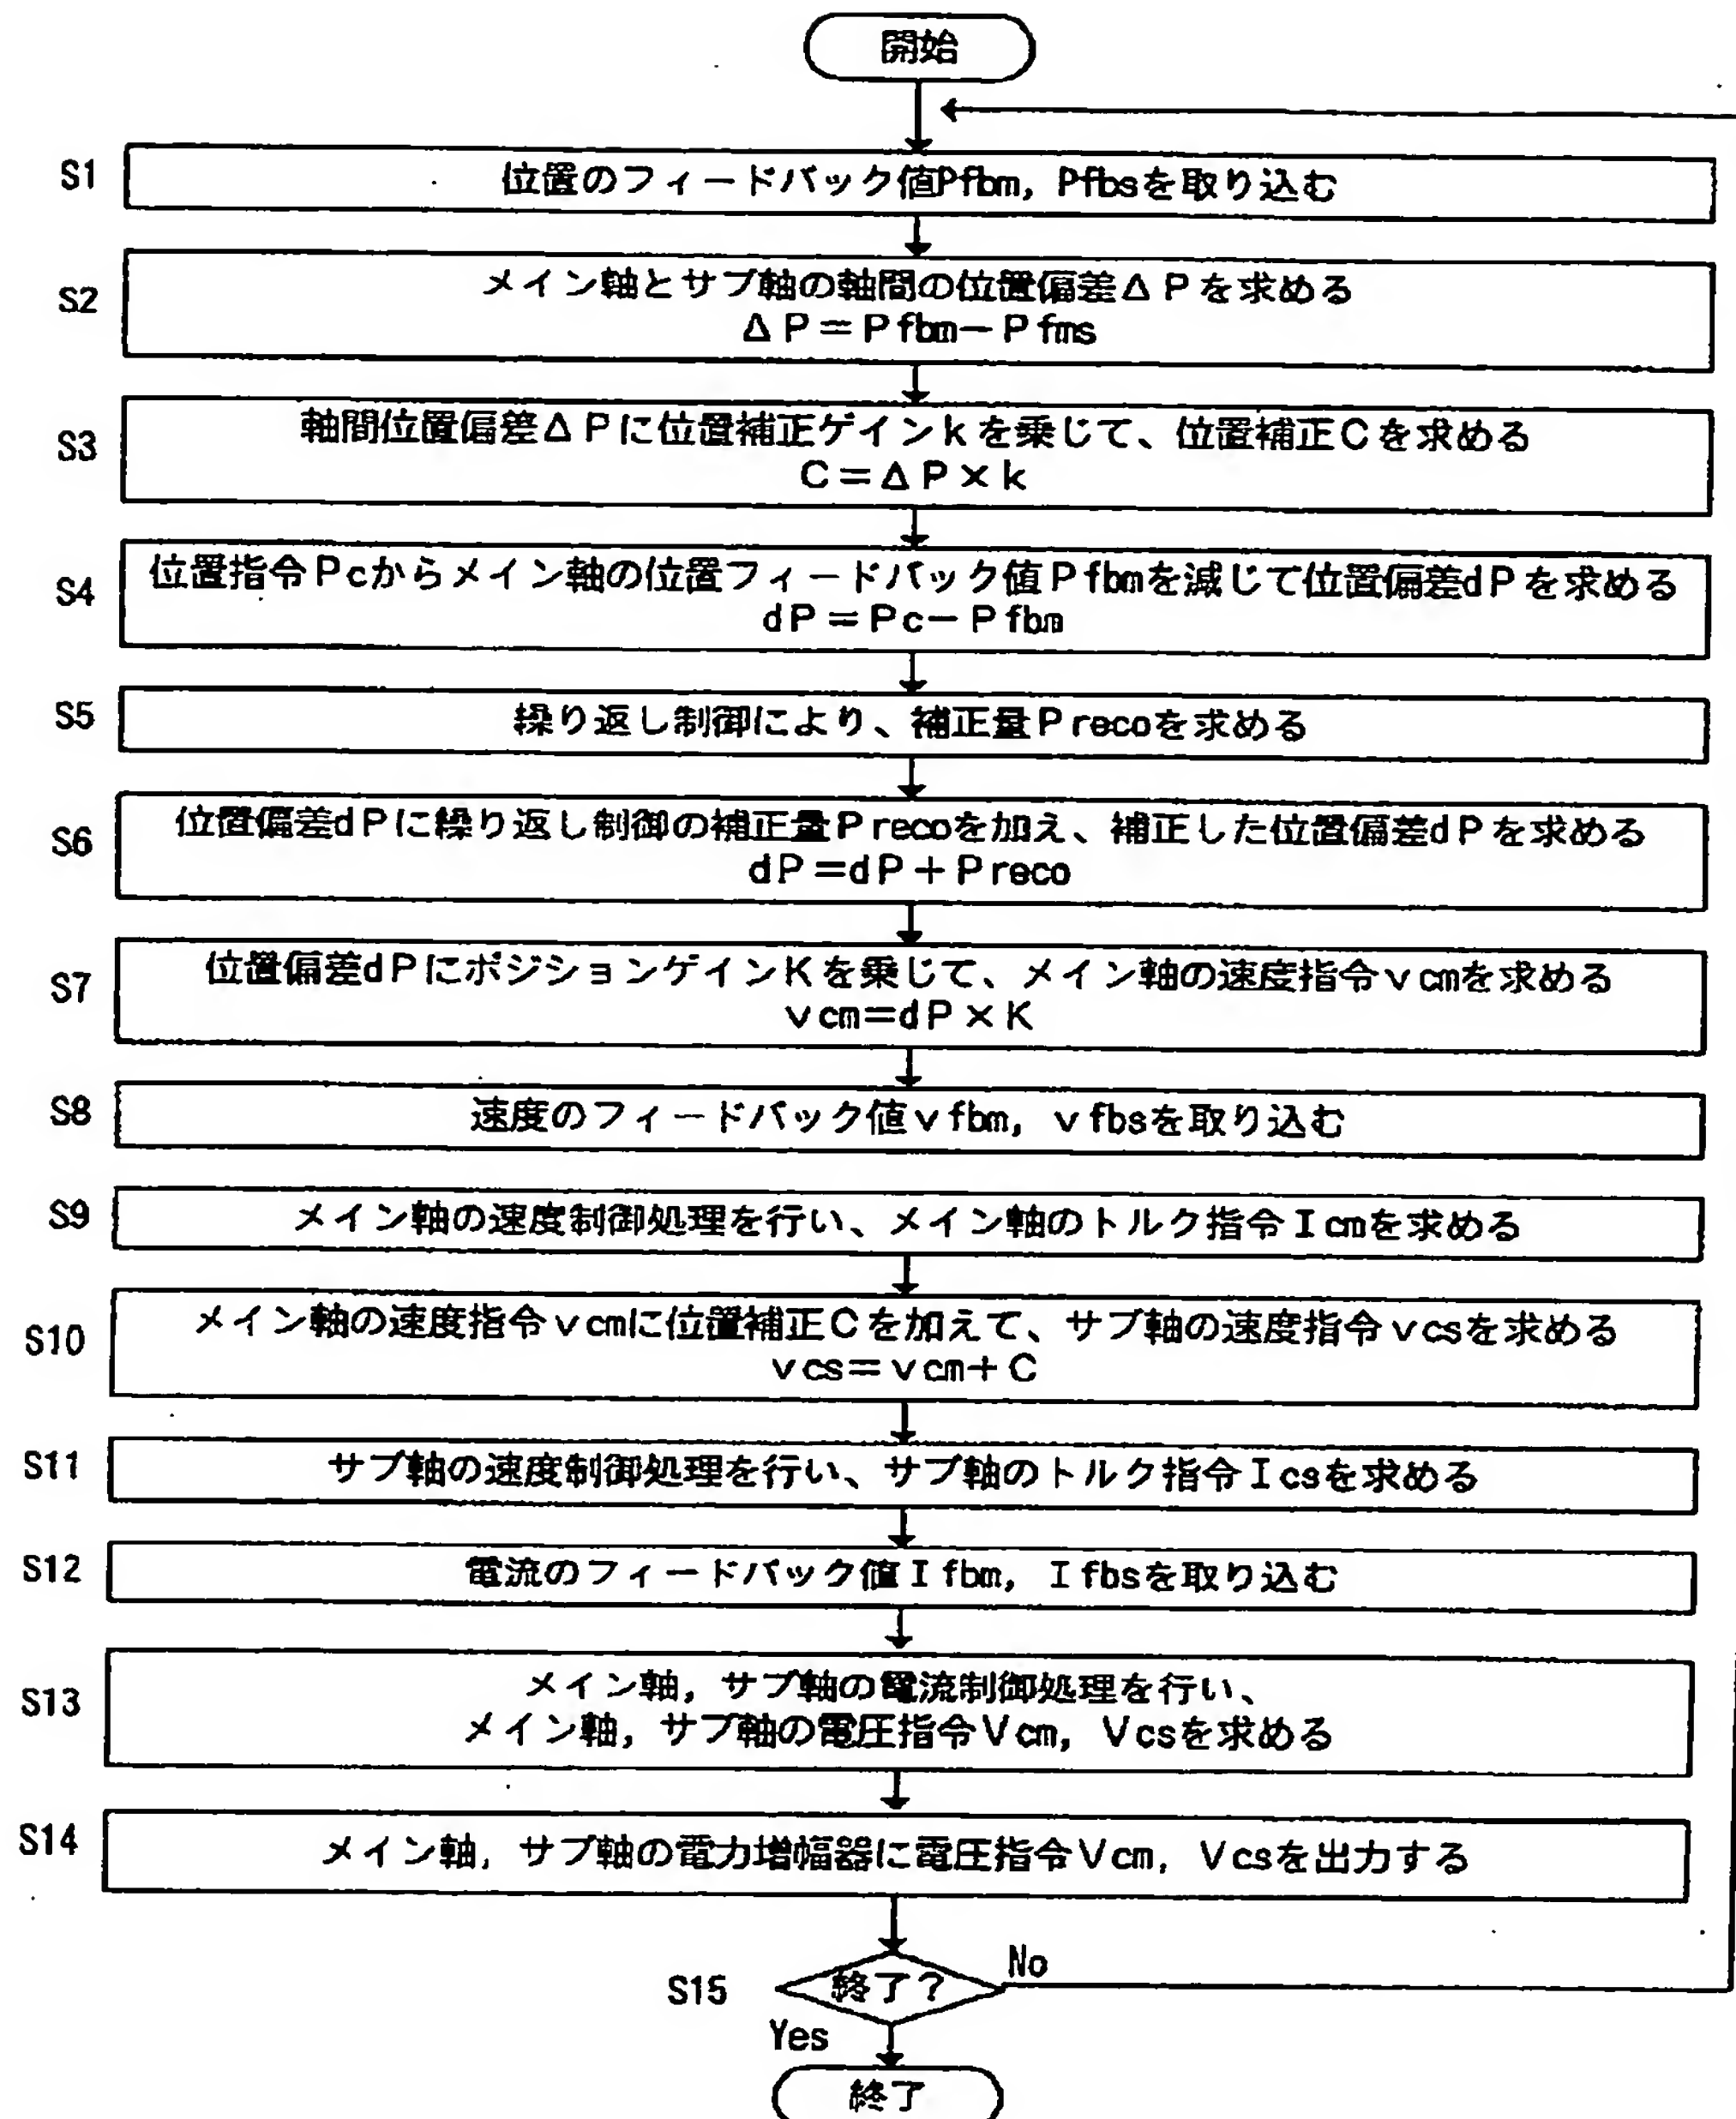 開始
S1
位置のフィードバック値Pfbm, Pfbsを取り込む
S2
メイン軸とサブ軸の軸間の位置偏差ΔPを求める
ΔP=Pfbm-Pfms
S3
軸間位置偏差ΔPに位置補正ゲインkを乗じて、位置補正Cを求める
C=ΔP×k
S4
位置指令Pcからメイン軸の位置フィードバック値Pfbmを減じて位置偏差dPを求める
dP=Pc-Pfbm
S5
繰り返し制御により、補正量Precoを求める
S6
位置偏差dPに繰り返し制御の補正量Precoを加え、補正した位置偏差dPを求める
dP=dP+Preco
S7
位置偏差dPにポジションゲインKを乗じて、メイン軸の速度指令vcmを求める
vcm=dP×K
S8
速度のフィードバック値vfbm, vfbsを取り込む
S9
メイン軸の速度制御処理を行い、メイン軸のトルク指令Icmを求める
S10
メイン軸の速度指令vcmに位置補正Cを加えて、サブ軸の速度指令vcsを求める
vcs=vcm+C
S11
サブ軸の速度制御処理を行い、サブ軸のトルク指令Icsを求める
S12
電流のフィードバック値Ifbm, Ifbsを取り込む
S13
メイン軸, サブ軸の電流制御処理を行い、
メイン軸, サブ軸の電圧指令Vcm, Vcsを求める
S14
メイン軸, サブ軸の電力増幅器に電圧指令Vcm, Vcsを出力する
S15
終了?
No
Yes
終了